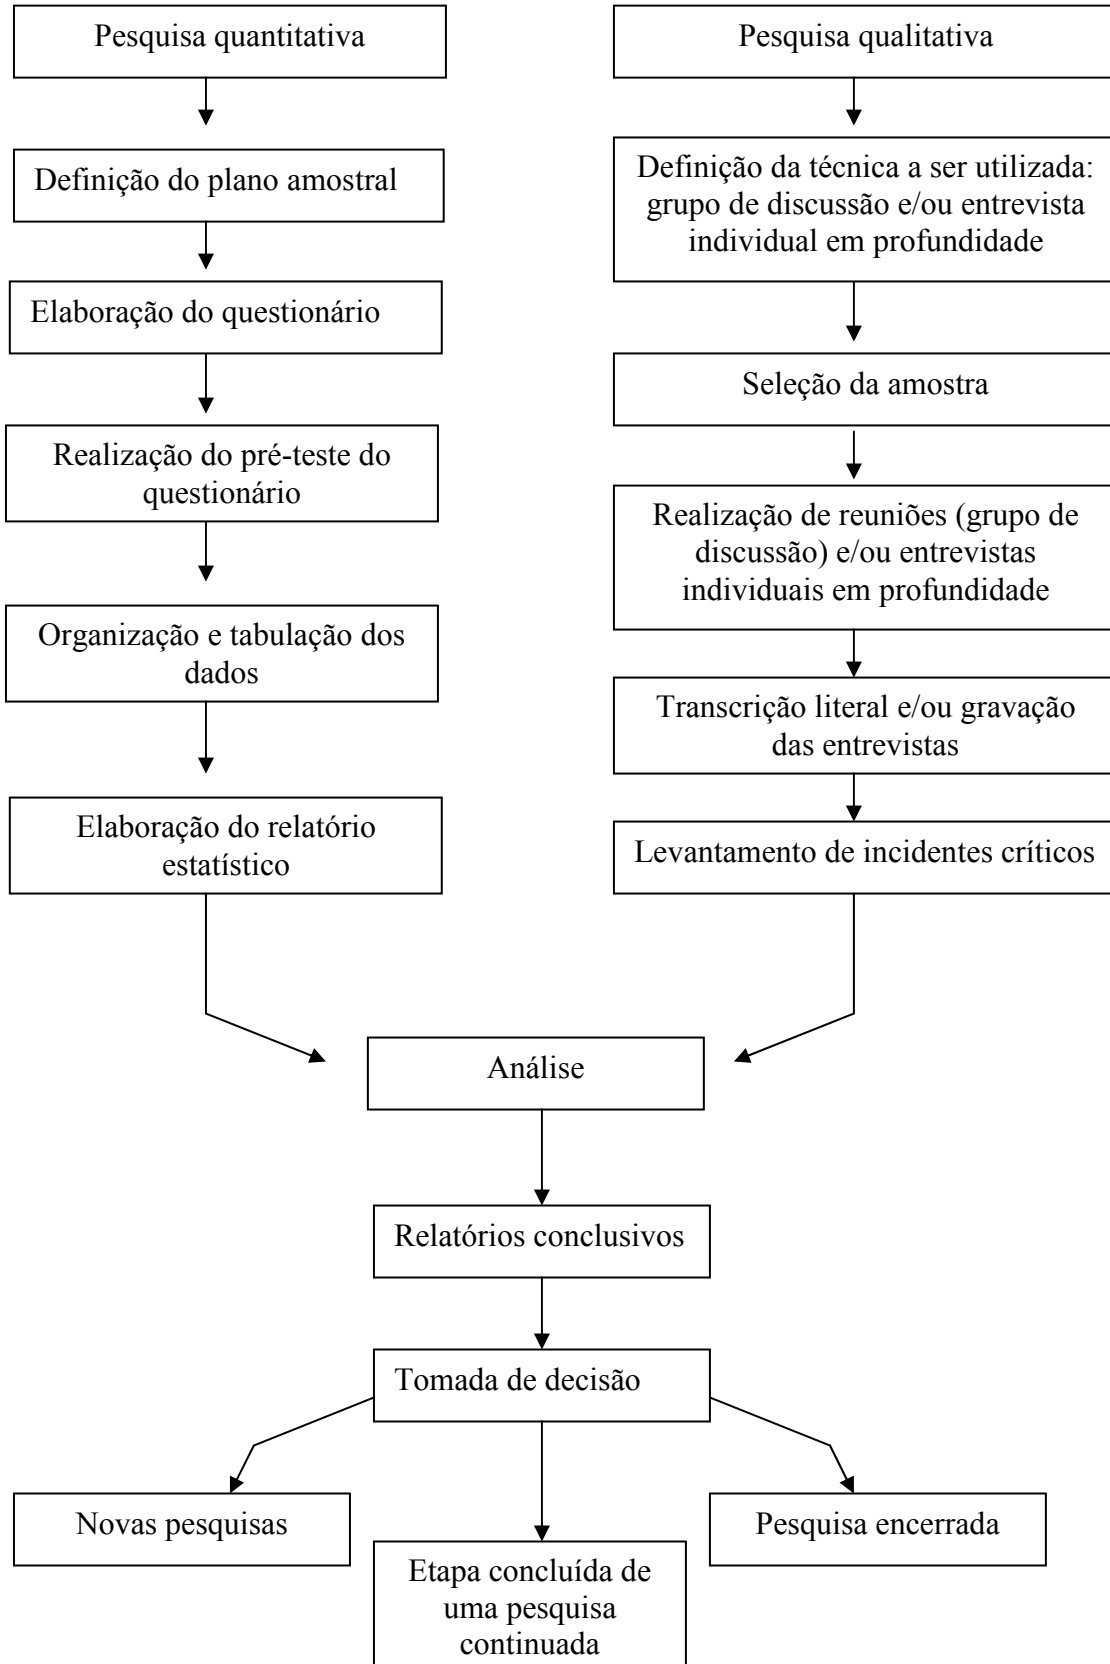 Pesquisa quantitativa
Definição do plano amostral
Elaboração do questionário
Realização do pré-teste do
questionário
Organização e tabulação dos
dados
Elaboração do relatório
estatístico
Pesquisa qualitativa
Definição da técnica a ser utilizada:
grupo de discussão e/ou entrevista
individual em profundidade
Seleção da amostra
Realização de reuniões (grupo de
discussão) e/ou entrevistas
individuais em profundidade
Transcrição literal e/ou gravação
das entrevistas
Levantamento de incidentes críticos
Análise
Relatórios conclusivos
Tomada de decisão
Novas pesquisas
Etapa concluída de
uma pesquisa
continuada
Pesquisa encerrada